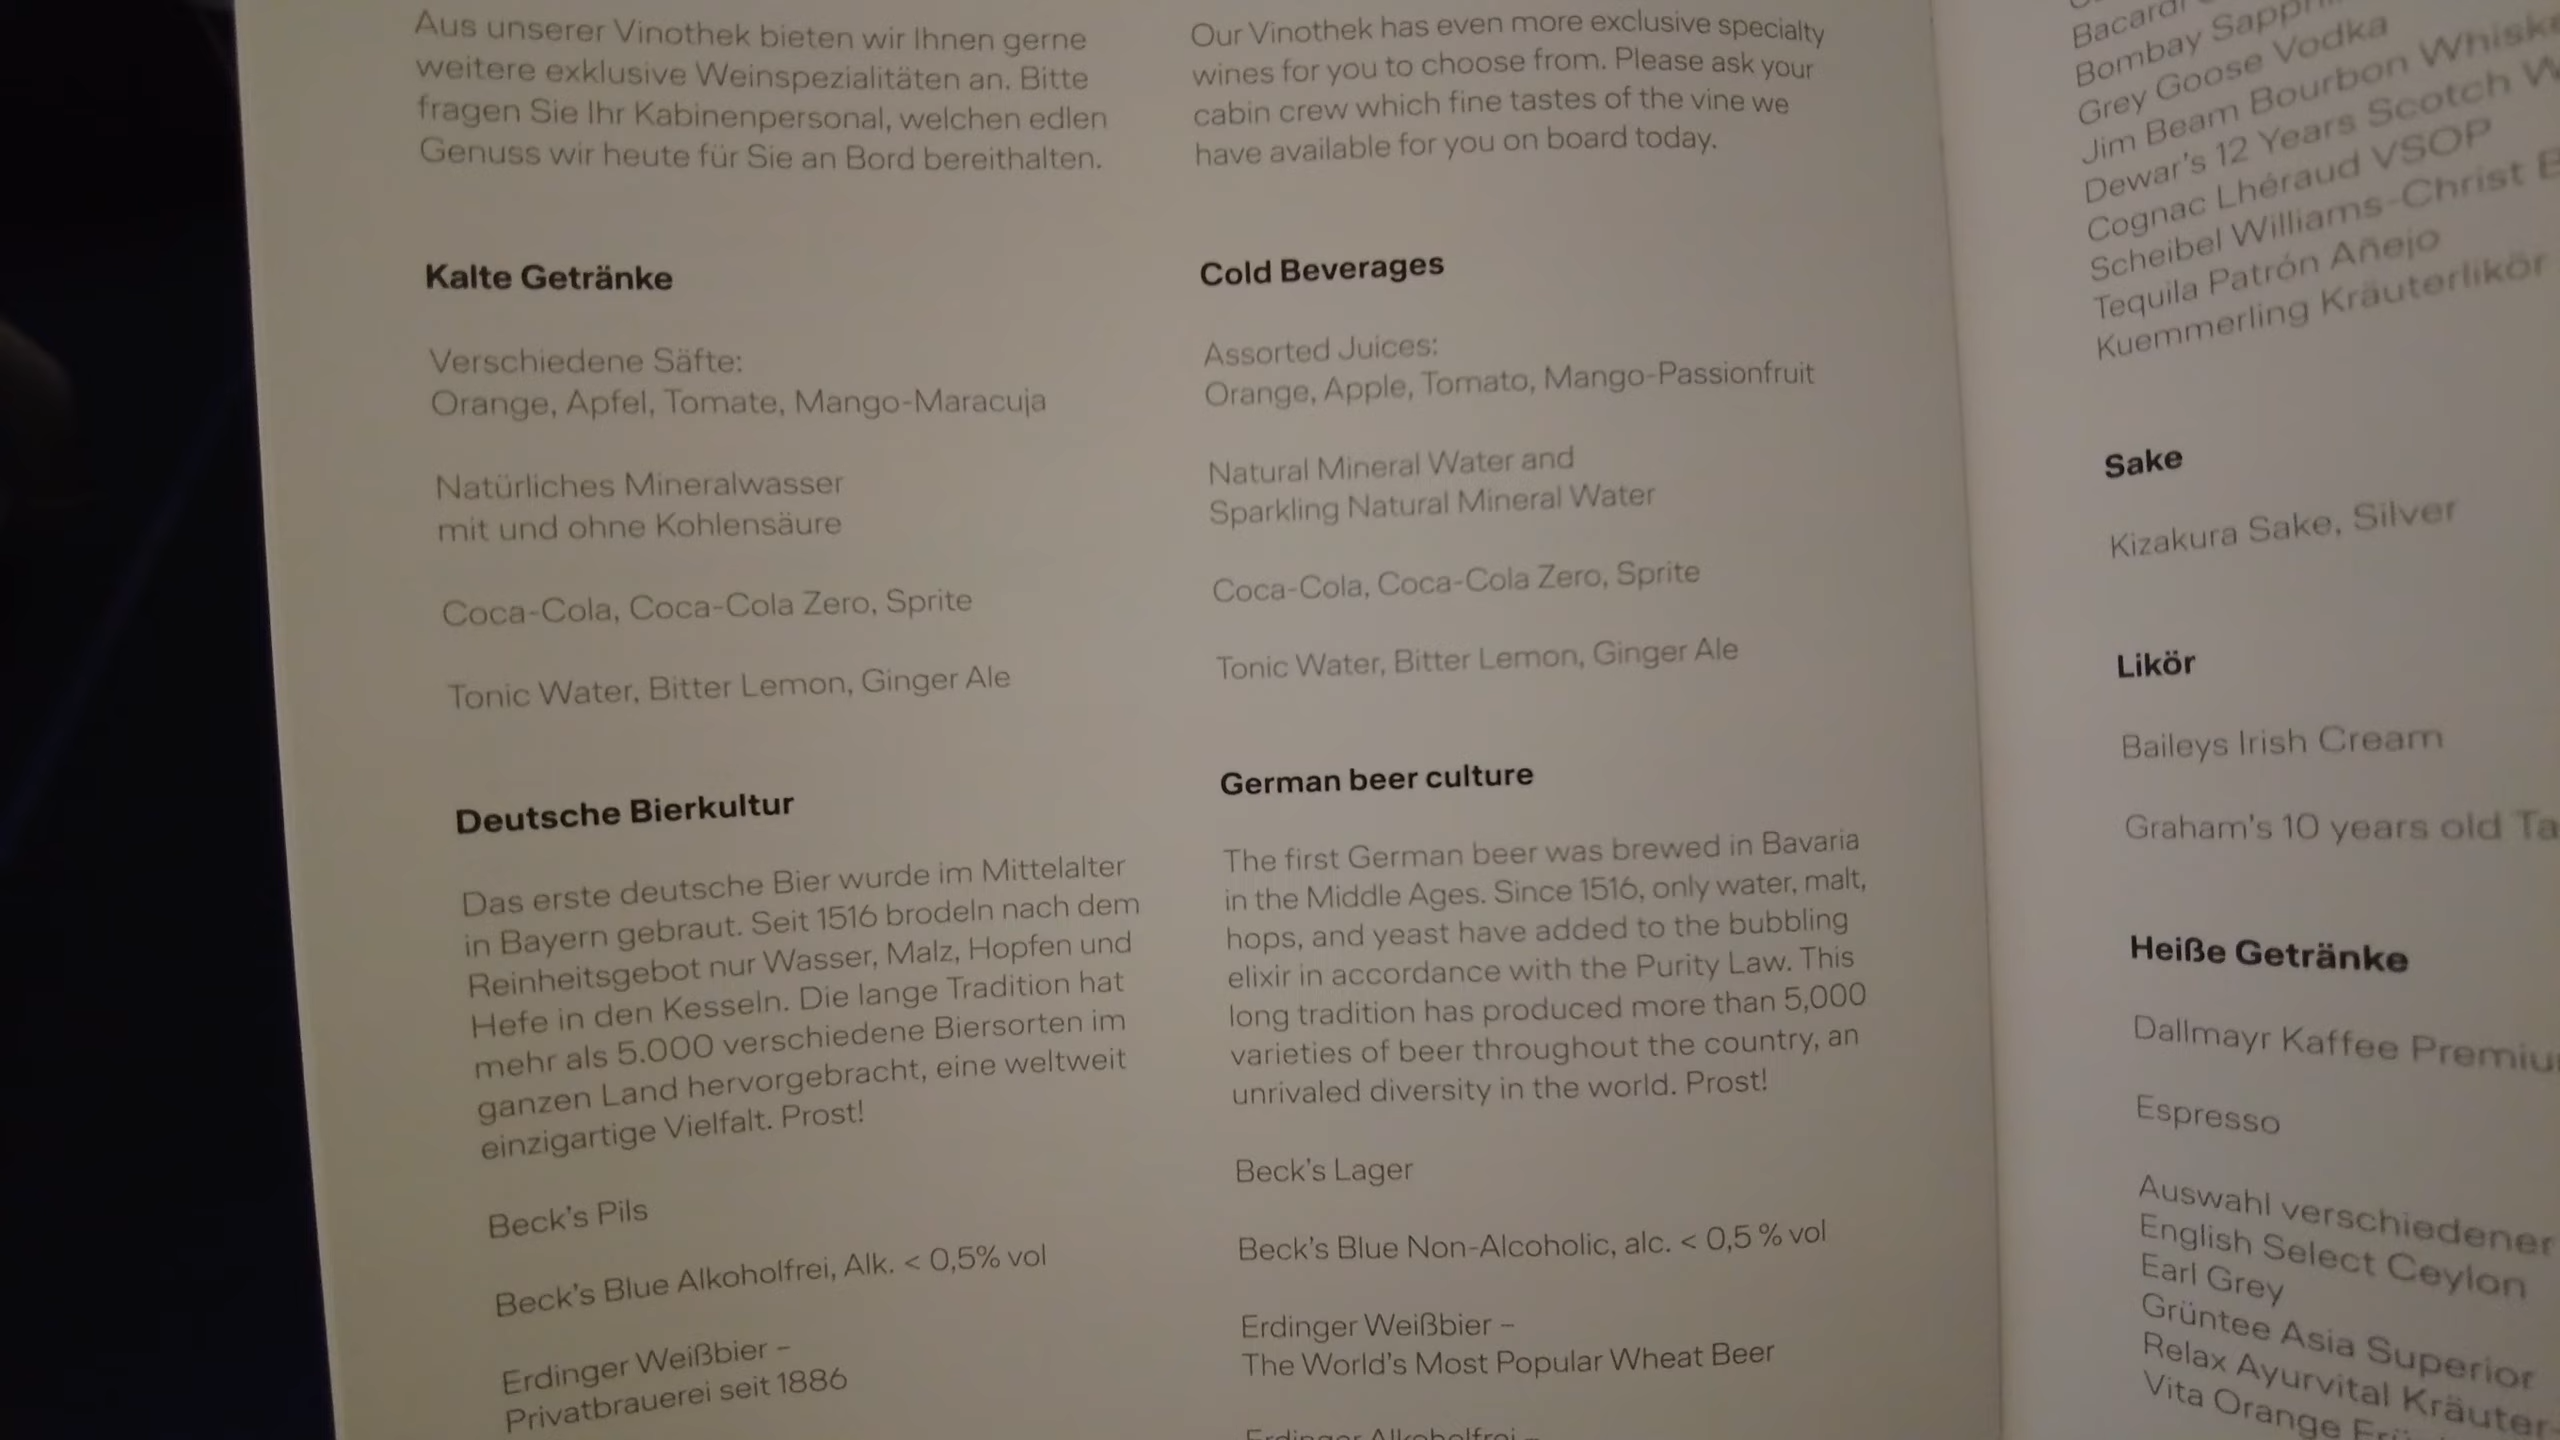 Aus unserer Vinothek bieten wir Ihnen gerne
weitere exklusive Weinspezialitäten an. Bitte
fragen Sie Ihr Kabinenpersonal, welchen edlen
Genuss wir heute für Sie an Bord bereithalten.
Kalte Getränke
Verschiedene Säfte:
Orange, Apfel, Tomate, Mango-Maracuja
Natürliches Mineralwasser
mit und ohne Kohlensäure
Coca-Cola, Coca-Cola Zero, Sprite
Tonic Water, Bitter Lemon, Ginger Ale
Deutsche Bierkultur
Das erste deutsche Bier wurde im Mittelalter
in Bayern gebraut. Seit 1516 brodeln nach dem
Reinheitsgebot nur Wasser, Malz, Hopfen und
Hefe in den Kesseln. Die lange Tradition hat
mehr als 5.000 verschiedene Biersorten im
ganzen Land hervorgebracht, eine weltweit
einzigartige Vielfalt. Prost!
Beck's Pils
Beck's Blue Alkoholfrei, Alk. < 0,5% vol
Erdinger Weißbier –
Privatbrauerei seit 1886
Our Vinothek has even more exclusive specialty
wines for you to choose from. Please ask your
cabin crew which fine tastes of the vine we
have available for you on board today.
Cold Beverages
Assorted Juices:
Orange, Apple, Tomato, Mango-Passionfruit
Natural Mineral Water and
Sparkling Natural Mineral Water
Coca-Cola, Coca-Cola Zero, Sprite
Tonic Water, Bitter Lemon, Ginger Ale
German beer culture
The first German beer was brewed in Bavaria
in the Middle Ages. Since 1516, only water, malt,
hops, and yeast have added to the bubbling
elixir in accordance with the Purity Law. This
long tradition has produced more than 5,000
varieties of beer throughout the country, an
unrivaled diversity in the world. Prost!
Beck's Lager
Beck's Blue Non-Alcoholic, alc. < 0,5 % vol
Erdinger Weißbier –
The World's Most Popular Wheat Beer
Erdinger Alkoholfrei –
Bacardi
Bombay
Grey Goose Vodka
Jim Beam Bourbon
Dewar's 12 Years Scotch
Cognac Lhéraud VSOP
Scheibel Williams-Christ
Tequila Patrón Añejo
Kuemmerling Kräuterlikör
Sake
Kizakura Sake, Silver
Likör
Baileys Irish Cream
Graham's 10 years old
Heiße Getränke
Dallmayr Kaffee
Espresso
Auswahl verschiedener
English Select Ceylon
Earl Grey
Grüntee Asia Superior
Relax Ayurvital Kräuter-
Vita Orange